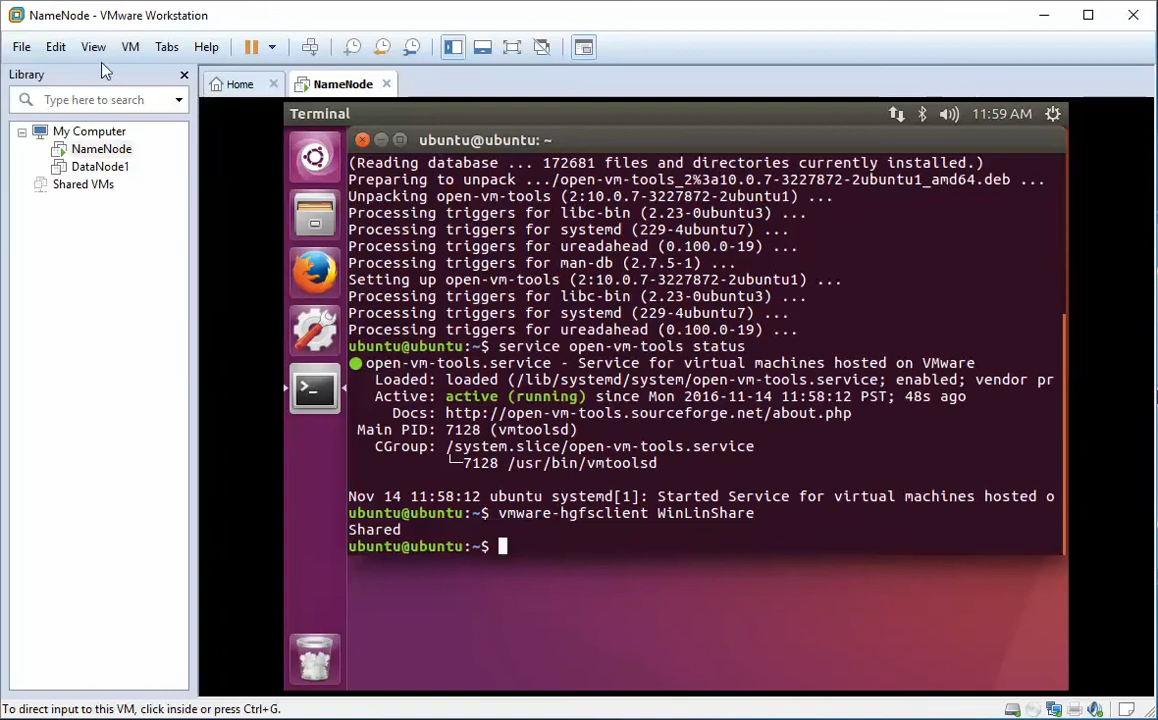 NameNode - VMware Workstation
File Edit View VM Tabs Help
Library
Type here to search
My Computer
NameNode
DataNode1
Shared VMs
Home
NameNode
Terminal
11:59 AM
ubuntu@ubuntu: ~
(Reading database ... 172681 files and directories currently installed.)
Preparing to unpack .../open-vm-tools_2%3a10.0.7-3227872-2ubuntu1_amd64.deb ...
Unpacking open-vm-tools (2:10.0.7-3227872-2ubuntu1) ...
Processing triggers for libc-bin (2.23-0ubuntu3) ...
Processing triggers for systemd (229-4ubuntu7) ...
Processing triggers for ureadahead (0.100.0-19) ...
Processing triggers for man-db (2.7.5-1) ...
Setting up open-vm-tools (2:10.0.7-3227872-2ubuntu1) ...
Processing triggers for libc-bin (2.23-0ubuntu3) ...
Processing triggers for systemd (229-4ubuntu7) ...
Processing triggers for ureadahead (0.100.0-19) ...
ubuntu@ubuntu:~$ service open-vm-tools status
open-vm-tools.service - Service for virtual machines hosted on VMware
Loaded: loaded (/lib/systemd/system/open-vm-tools.service; enabled; vendor pr
Active: active (running) since Mon 2016-11-14 11:58:12 PST; 48s ago
Docs: http://open-vm-tools.sourceforge.net/about.php
Main PID: 7128 (vmtoolsd)
CGroup: /system.slice/open-vm-tools.service
└─7128 /usr/bin/vmtoolsd
Nov 14 11:58:12 ubuntu systemd[1]: Started Service for virtual machines hosted o
ubuntu@ubuntu:~$ vmware-hgfsclient WinLinShare
Shared
ubuntu@ubuntu:~$
To direct input to this VM, click inside or press Ctrl+G.